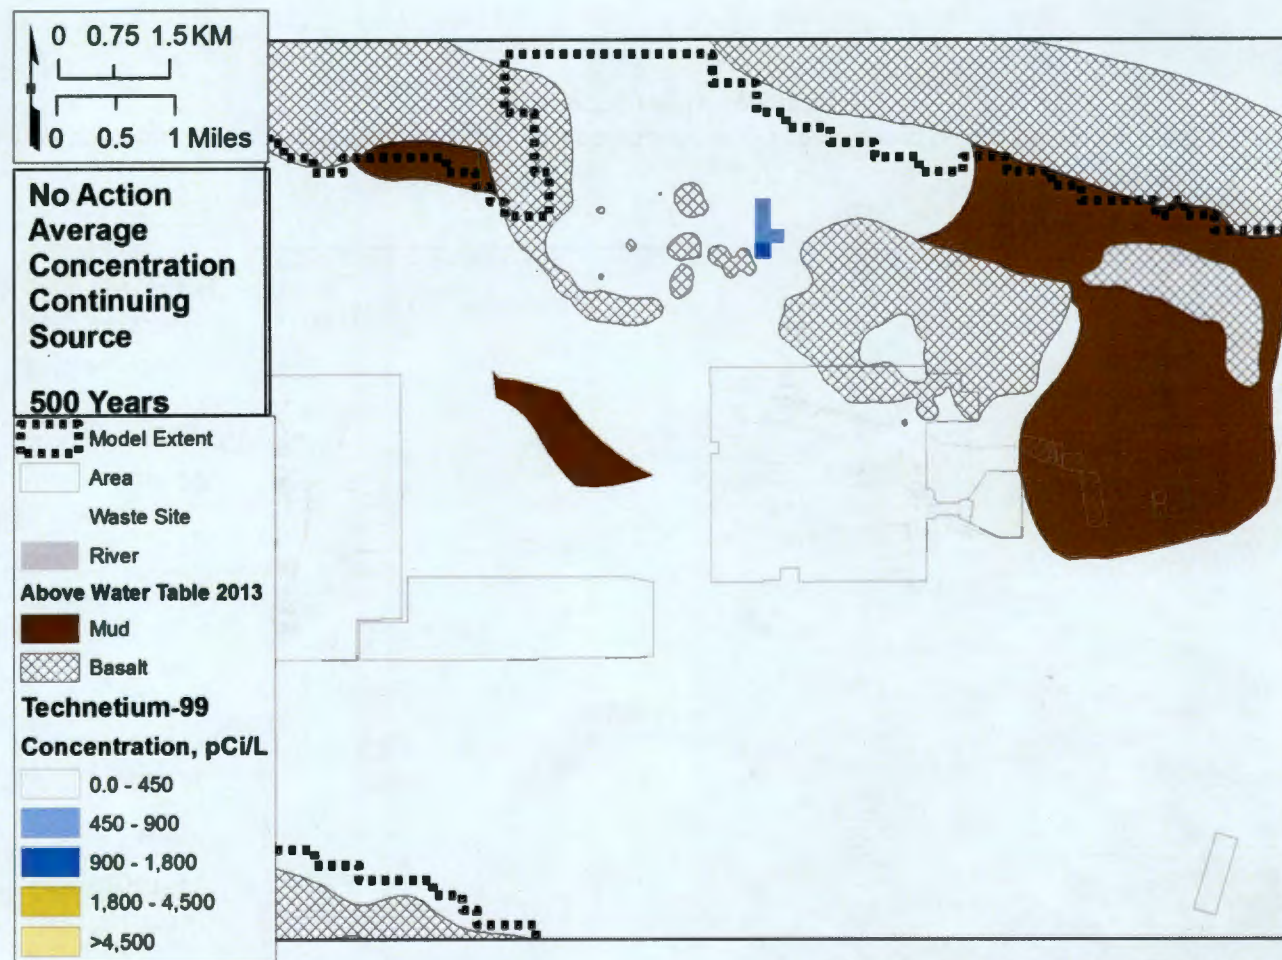 0 0.75 1.5 KM
0 0.5 1 Miles
No Action
Average
Concentration
Continuing
Source
500 Years
Model Extent
Area
Waste Site
River
Above Water Table 2013
Mud
Basalt
Technetium-99
Concentration, pCi/L
0.0 - 450
450 - 900
900 - 1,800
1,800 - 4,500
>4,500